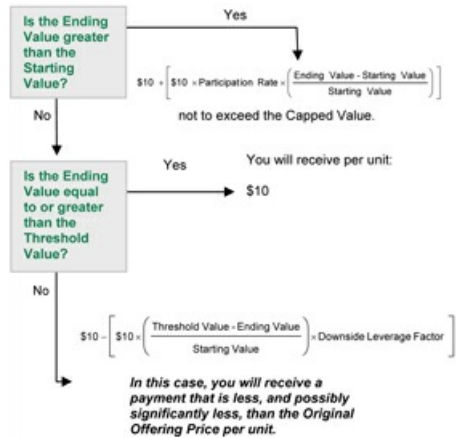 Is the Ending
Value greater
than the
Starting
Value?
Yes
$10 + [$10 × Participation Rate × (Ending Value - Starting Value / Starting Value)]
not to exceed the Capped Value.
No
Is the Ending
Value equal
to or greater
than the
Threshold
Value?
Yes
You will receive per unit:
$10
No
$10 – [$10 × (Threshold Value - Ending Value / Starting Value) × Downside Leverage Factor]
In this case, you will receive a
payment that is less, and possibly
significantly less, than the Original
Offering Price per unit.